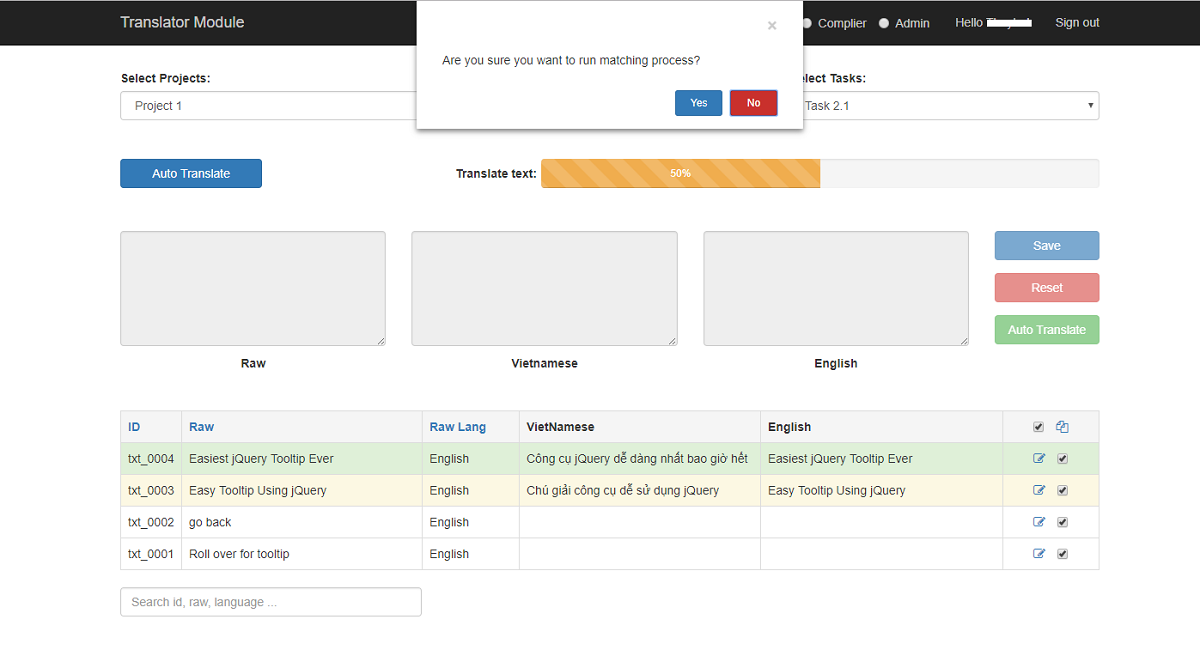 Translator Module
×
Complier Admin Hello Sign out
Are you sure you want to run matching process?
Yes No
Select Projects:
Project 1
lect Tasks:
Task 2.1
Auto Translate
Translate text:
50%
Save
Reset
Auto Translate
Raw
Vietnamese
English
ID Raw Raw Lang VietNamese English
txt_0004 Easiest jQuery Tooltip Ever English Công cụ jQuery dễ dàng nhất bao giờ hết Easiest jQuery Tooltip Ever
txt_0003 Easy Tooltip Using jQuery English Chú giải công cụ dễ sử dụng jQuery Easy Tooltip Using jQuery
txt_0002 go back English
txt_0001 Roll over for tooltip English
Search id, raw, language ...